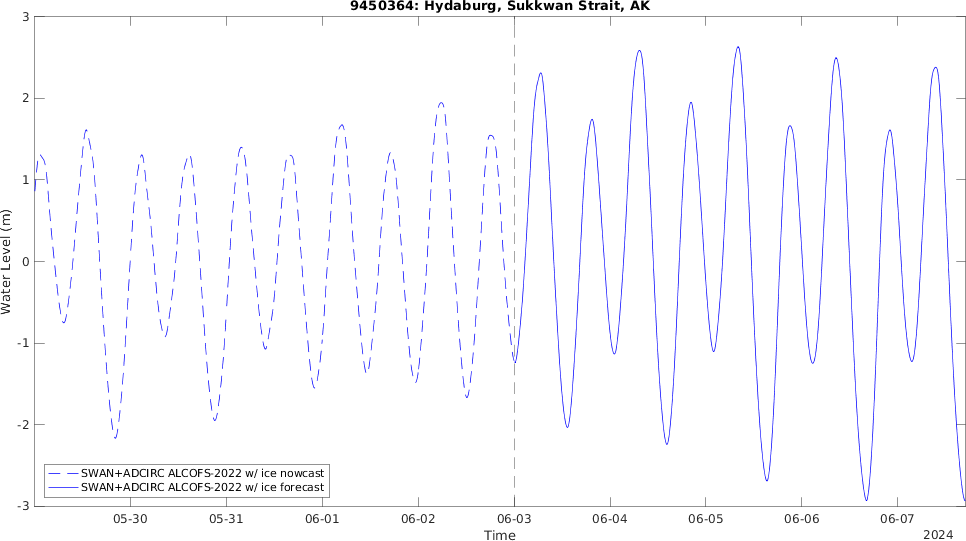 9450364: Hydaburg, Sukkwan Strait, AK
3
2
1
0
-1
-2
-3
Water Level (m)
SWAN+ADCIRC ALCOFS-2022 w/ ice nowcast
SWAN+ADCIRC ALCOFS-2022 w/ ice forecast
05-30 05-31 06-01 06-02 06-03 06-04 06-05 06-06 06-07
Time
2024